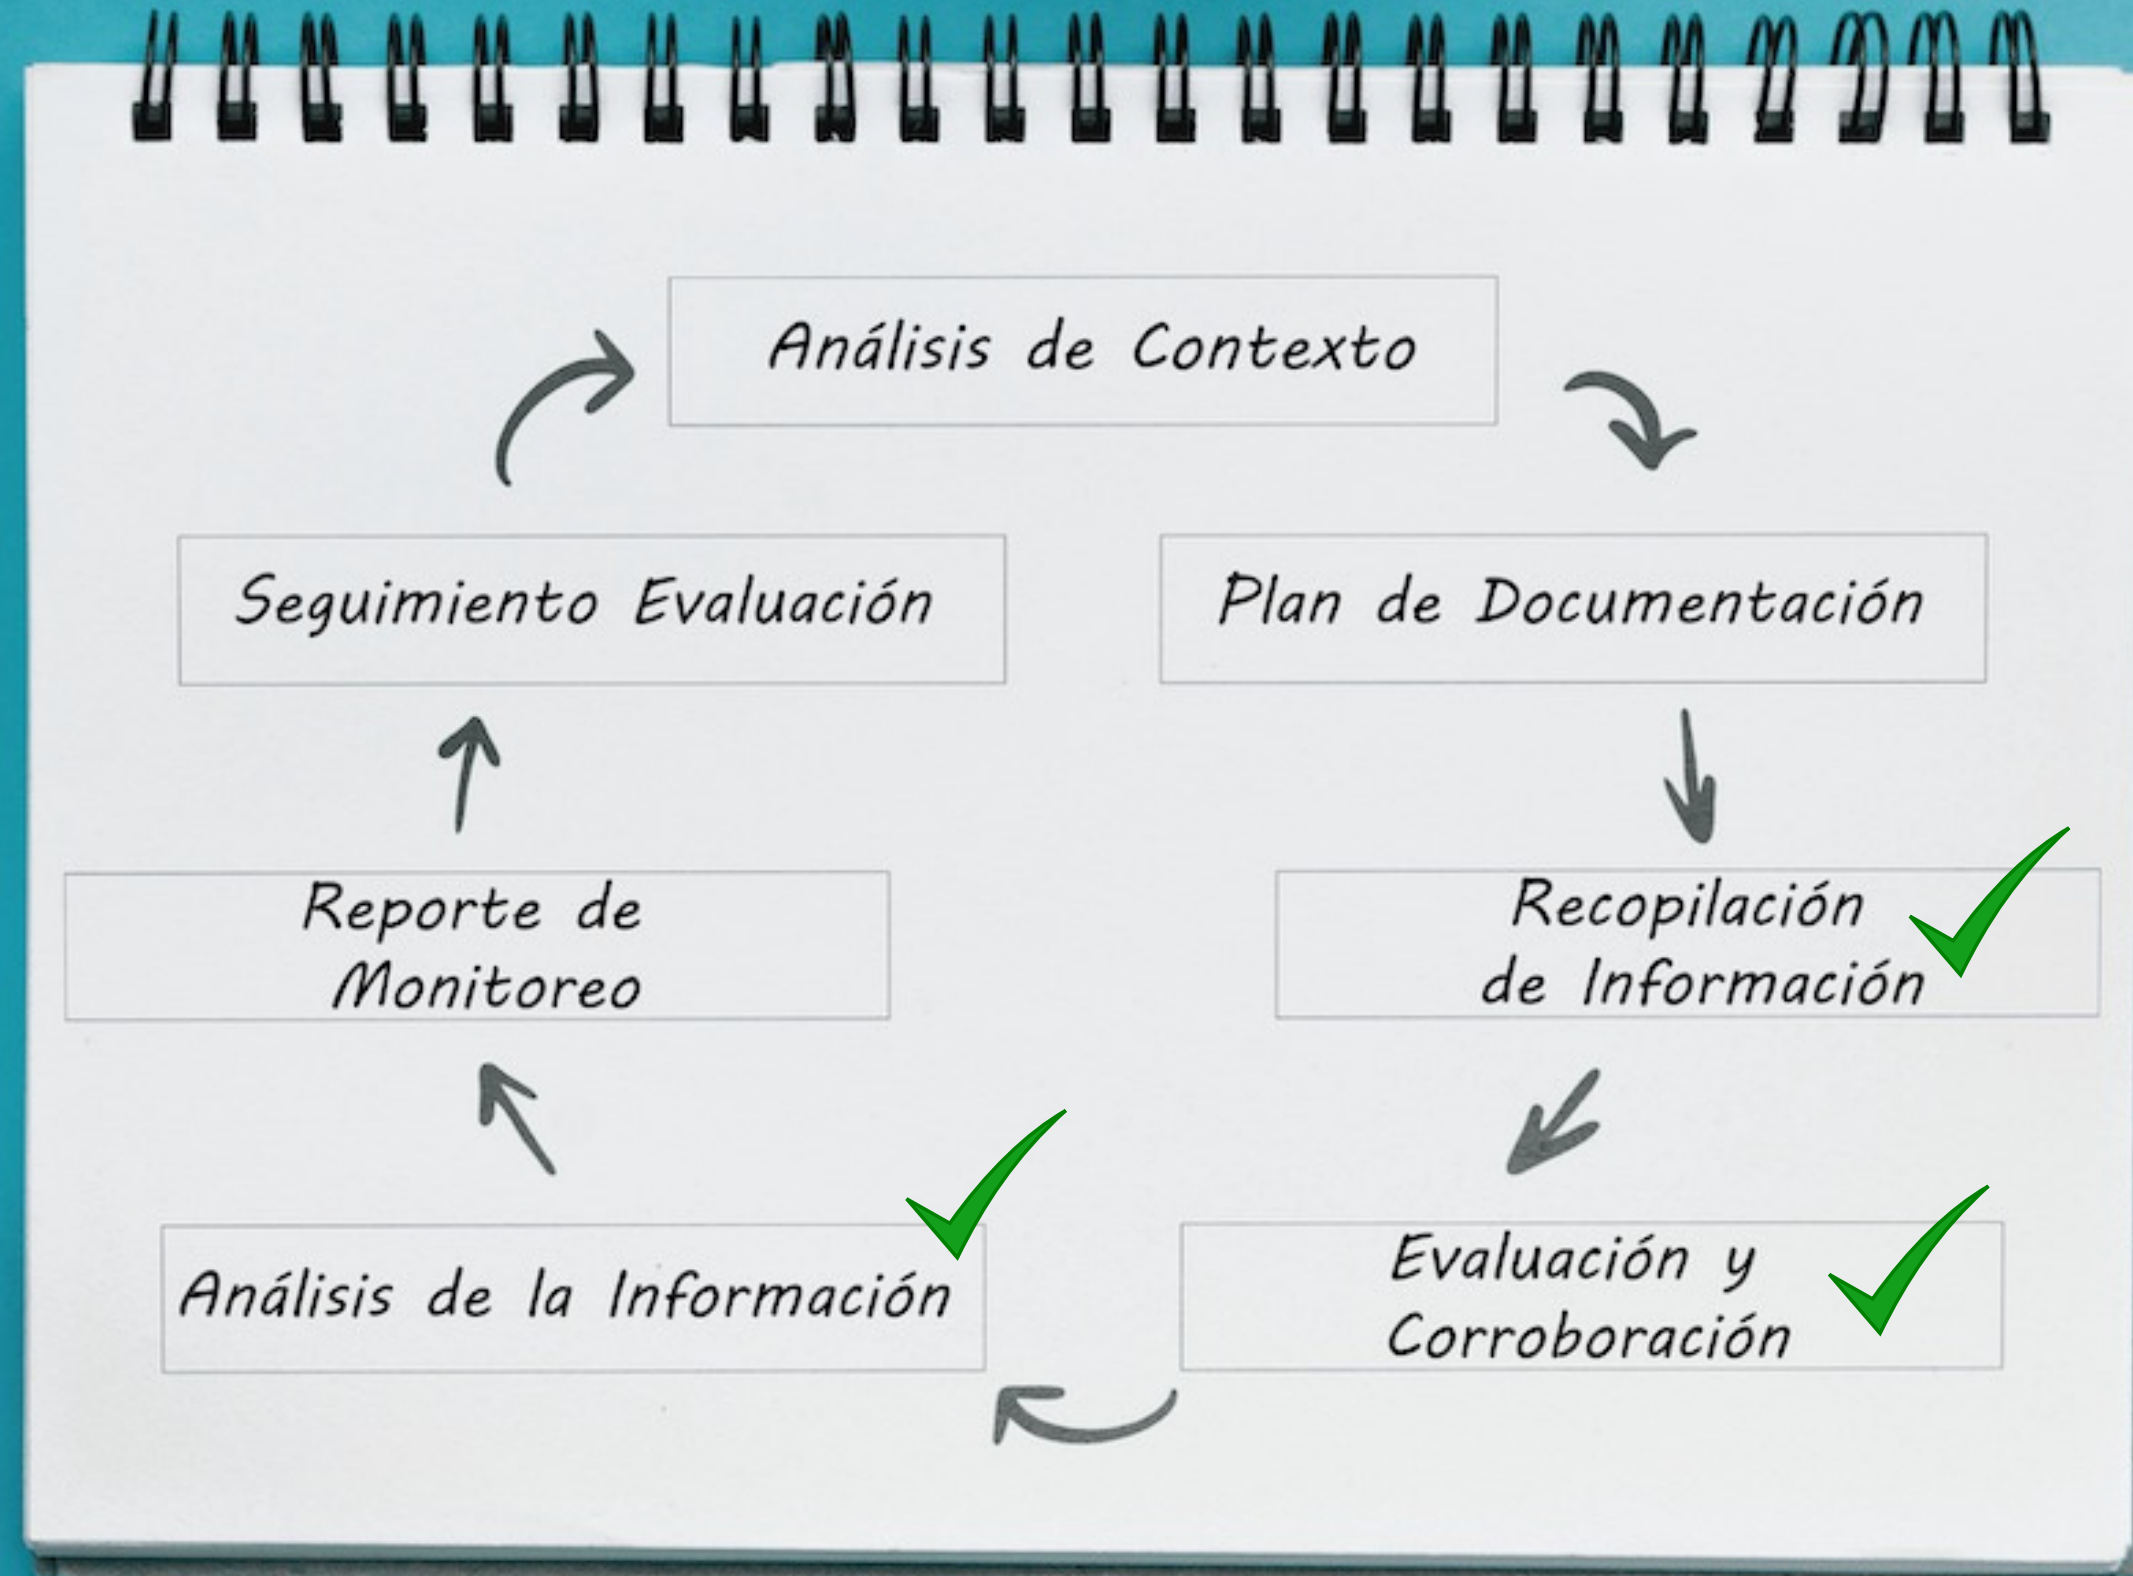 Análisis de Contexto
Seguimiento Evaluación
Plan de Documentación
Reporte de
Monitoreo
Recopilación
de Información
Análisis de la Información
Evaluación y
Corroboración